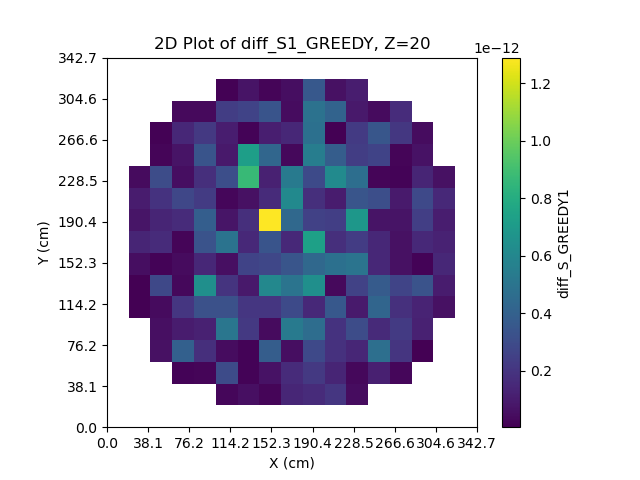 2D Plot of diff_S1_GREEDY, Z=20
1e−12
342.7
304.6
266.6
228.5
190.4
152.3
114.2
76.2
38.1
0.0
Y (cm)
0.0 38.1 76.2 114.2 152.3 190.4 228.5 266.6 304.6 342.7
X (cm)
1.2
1.0
0.8
0.6
0.4
0.2
diff_S_GREEDY1